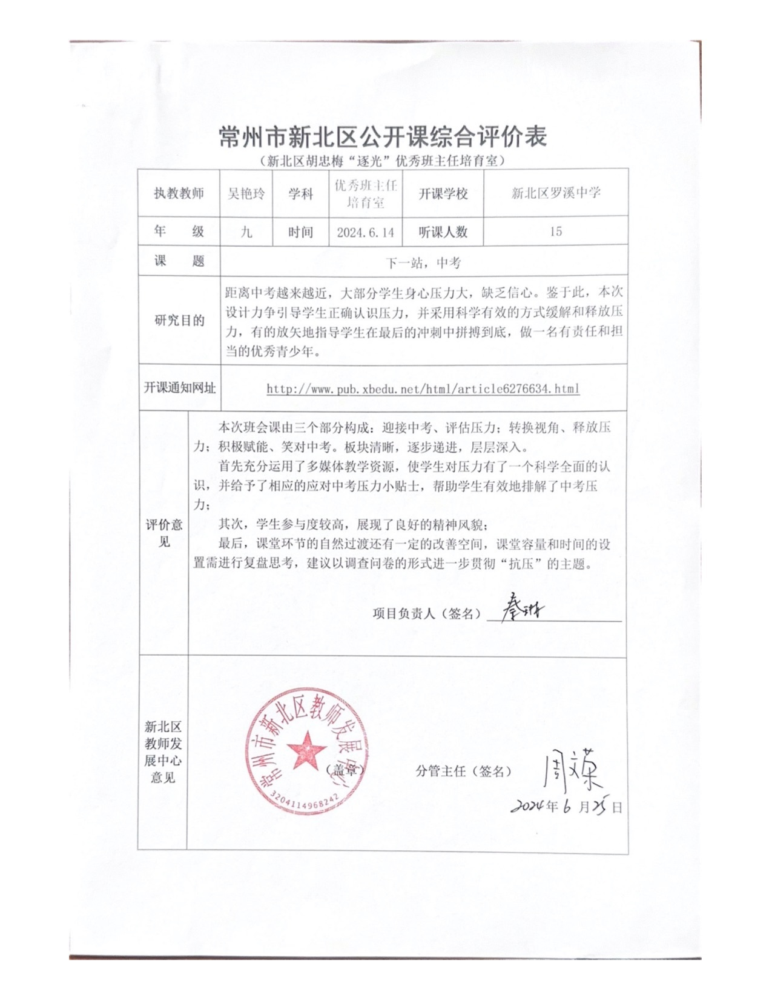 常州市新北区公开课综合评价表
（新北区胡忠梅“逐光”优秀班主任培育室）
执教教师 吴艳玲 学科 优秀班主任培育室 开课学校 新北区罗溪中学
年 级 九 时间 2024.6.14 听课人数 15
课 题 下一站，中考
研究目的
距离中考越来越近，大部分学生身心压力大，缺乏信心。鉴于此，本次
设计力争引导学生正确认识压力，并采用科学有效的方式缓解和释放压
力，有的放矢地指导学生在最后的冲刺中拼搏到底，做一名有责任和担
当的优秀青少年。
开课通知网址 http://www.pub.xbedu.net/html/article6276634.html
评价意
见
本次班会课由三个部分构成：迎接中考、评估压力；转换视角、释放压
力；积极赋能、笑对中考。板块清晰，逐步递进，层层深入。
首先充分运用了多媒体教学资源，使学生对压力有了一个科学全面的认
识，并给予了相应的应对中考压力小贴士，帮助学生有效地排解了中考压
力；
其次，学生参与度较高，展现了良好的精神风貌；
最后，课堂环节的自然过渡还有一定的改善空间，课堂容量和时间的设
置需进行复盘思考，建议以调查问卷的形式进一步贯彻“抗压”的主题。
项目负责人（签名） 秦琳
新北区
教师发
展中心
意见
常州市新北区教师发展中心
3204114968242
（盖章）
分管主任（签名）
2024年6月25日